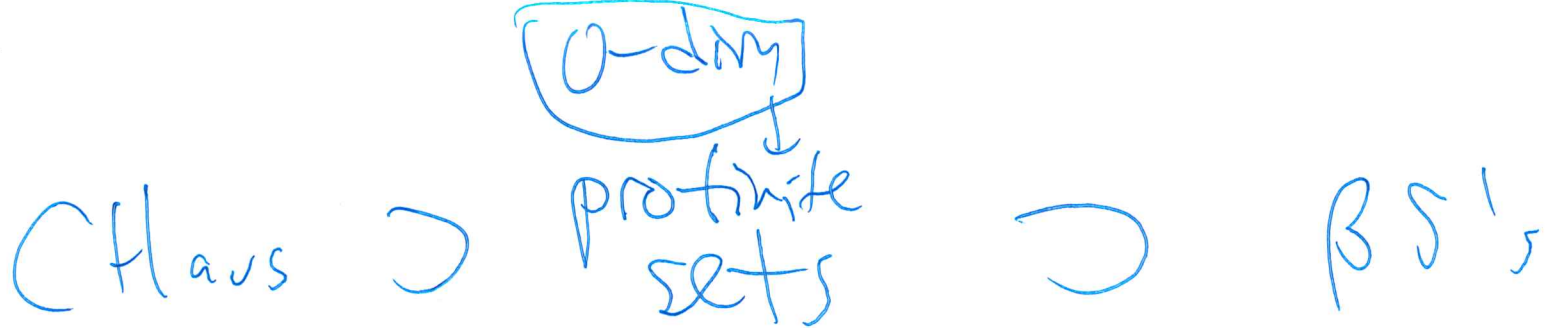 0-dim
CHaus ⊃ profinite sets ⊃ βS's